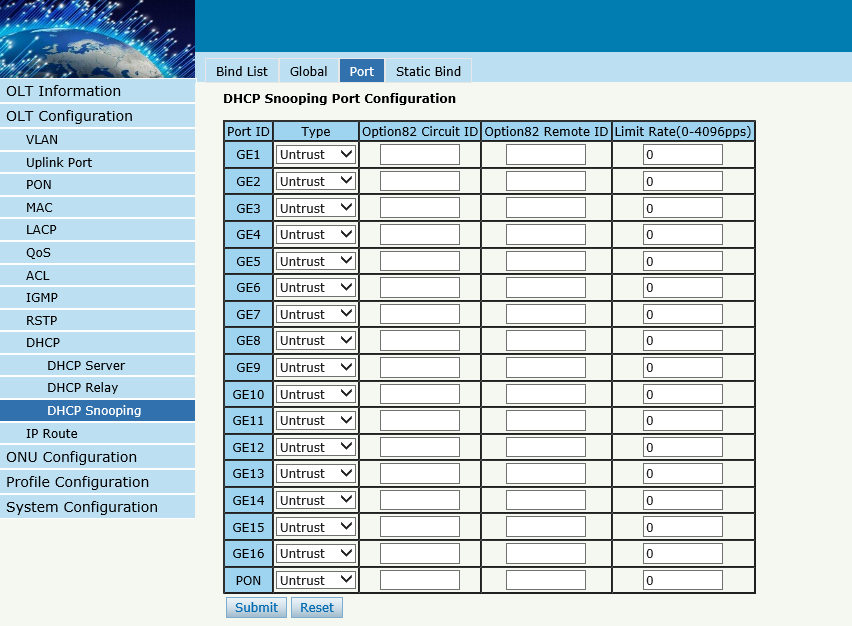 Bind List Global Port Static Bind
OLT Information
OLT Configuration
VLAN
Uplink Port
PON
MAC
LACP
QoS
ACL
IGMP
RSTP
DHCP
DHCP Server
DHCP Relay
DHCP Snooping
IP Route
ONU Configuration
Profile Configuration
System Configuration
DHCP Snooping Port Configuration
Port ID Type Option82 Circuit ID Option82 Remote ID Limit Rate(0-4096pps)
GE1 Untrust 0
GE2 Untrust 0
GE3 Untrust 0
GE4 Untrust 0
GE5 Untrust 0
GE6 Untrust 0
GE7 Untrust 0
GE8 Untrust 0
GE9 Untrust 0
GE10 Untrust 0
GE11 Untrust 0
GE12 Untrust 0
GE13 Untrust 0
GE14 Untrust 0
GE15 Untrust 0
GE16 Untrust 0
PON Untrust 0
Submit Reset